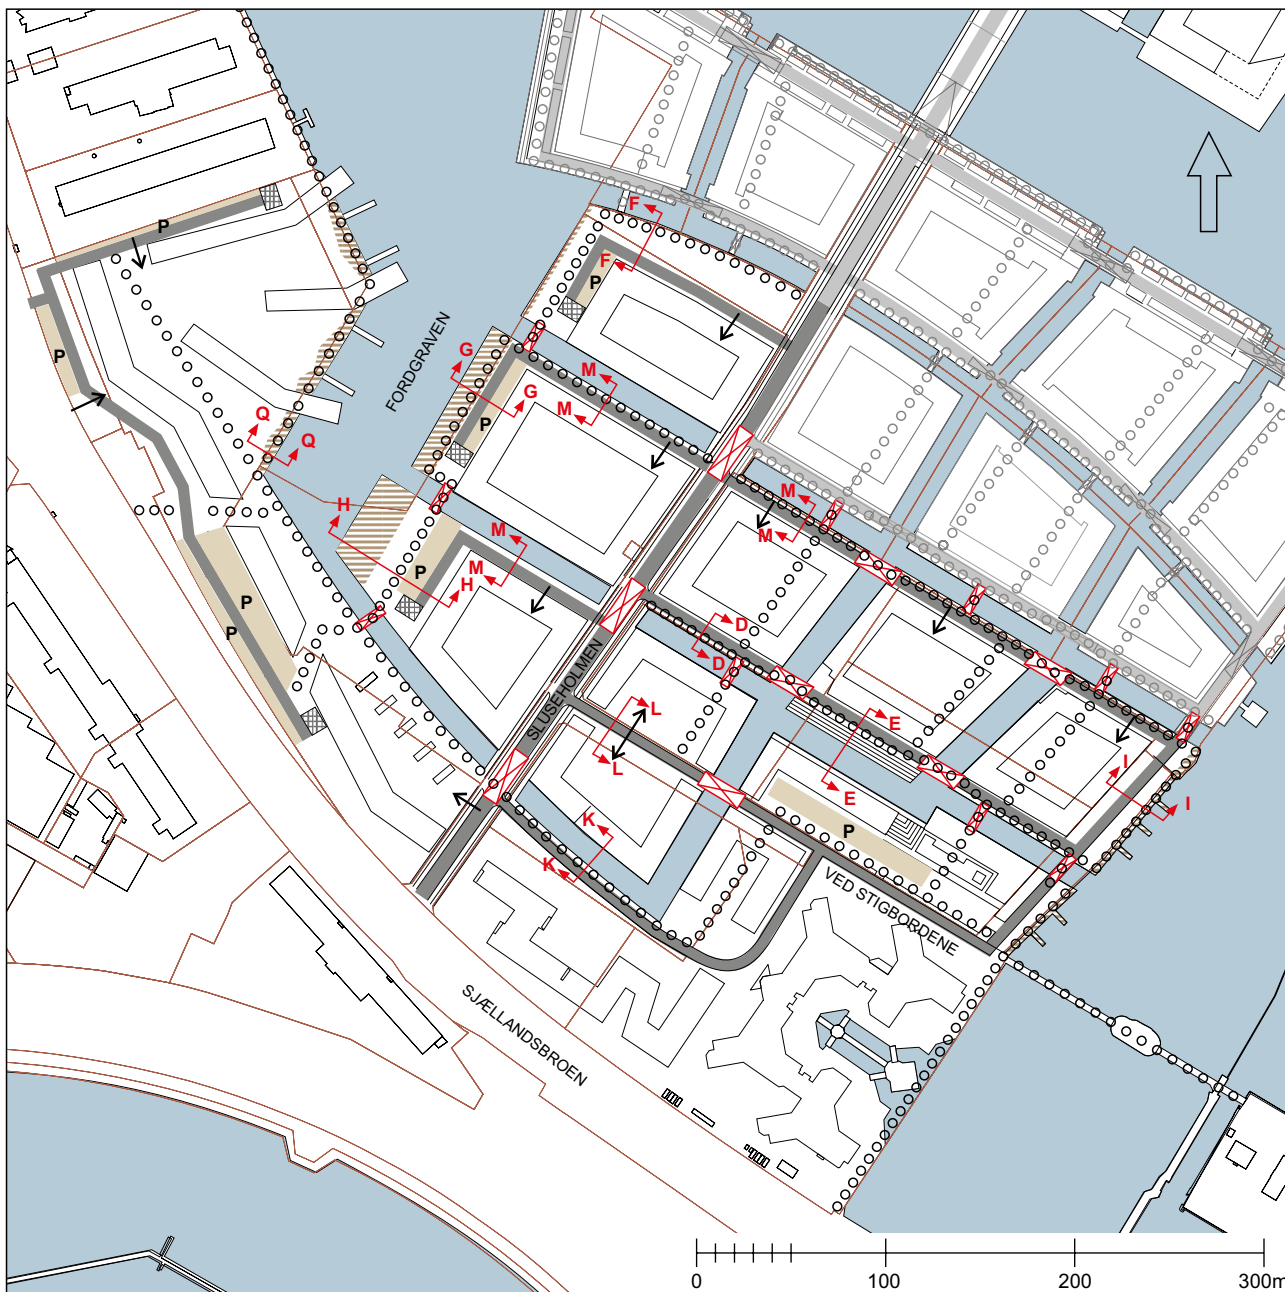 F
P
F
P
FORDGRAVEN
G
G
M
M
P
P
Q
Q
H
M
M
M
M
P
H
P
P
D
D
SLUSEHOLMEN
L
L
E
E
I
I
K
K
P
VED STIGBORDENE
SJÆLLANDSBROEN
0 100 200 300m